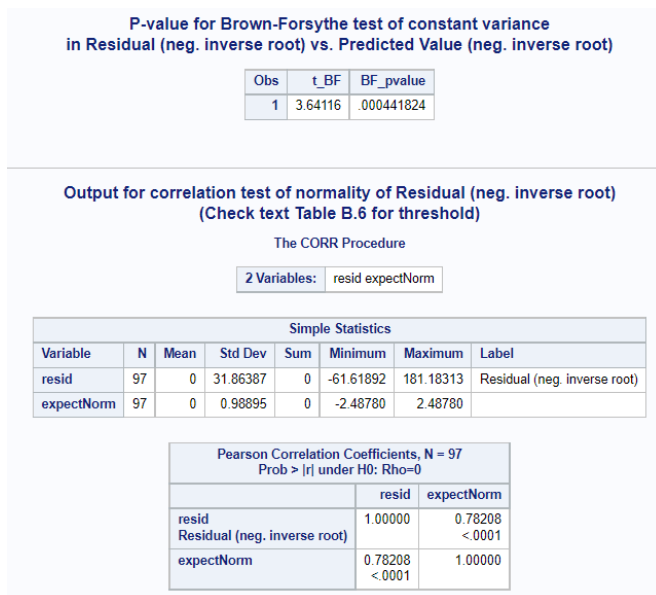 P-value for Brown-Forsythe test of constant variance
in Residual (neg. inverse root) vs. Predicted Value (neg. inverse root)
Obs t_BF BF_pvalue
1 3.64116 .000441824
Output for correlation test of normality of Residual (neg. inverse root)
(Check text Table B.6 for threshold)
The CORR Procedure
2 Variables: resid expectNorm
Simple Statistics
Variable N Mean Std Dev Sum Minimum Maximum Label
resid 97 0 31.86387 0 -61.61892 181.18313 Residual (neg. inverse root)
expectNorm 97 0 0.98895 0 -2.48780 2.48780
Pearson Correlation Coefficients, N = 97
Prob > |r| under H0: Rho=0
resid expectNorm
resid 1.00000 0.78208
Residual (neg. inverse root) <.0001
expectNorm 0.78208 1.00000
<.0001